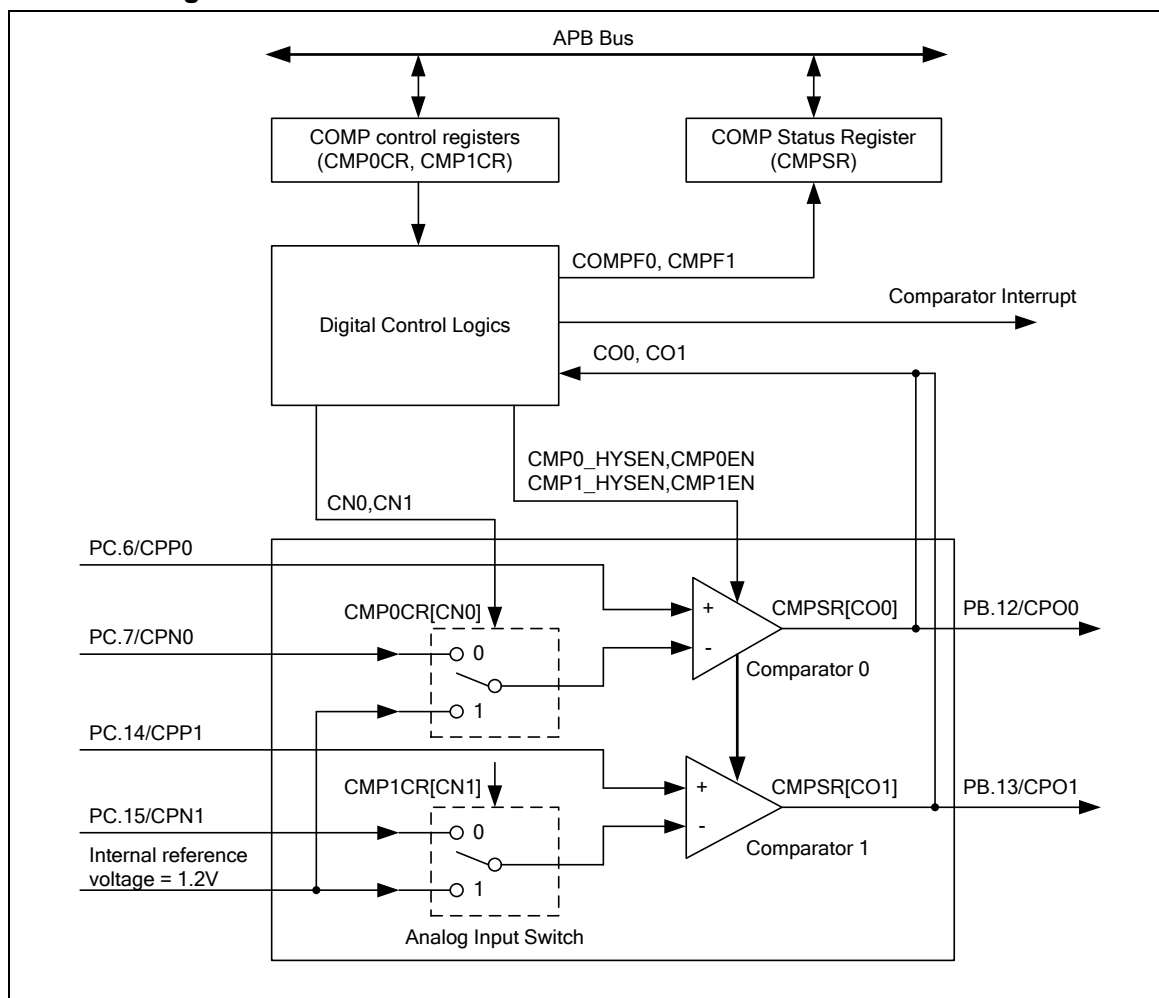 APB Bus
COMP control registers
(CMP0CR, CMP1CR)
COMP Status Register
(CMPSR)
COMPF0, CMPF1
Comparator Interrupt
Digital Control Logics
CO0, CO1
CMP0_HYSEN,CMP0EN
CMP1_HYSEN,CMP1EN
CN0,CN1
PC.6/CPP0
CMP0CR[CN0]
+
CMPSR[CO0]
PB.12/CPO0
PC.7/CPN0
0
-
Comparator 0
1
PC.14/CPP1
CMP1CR[CN1]
+
CMPSR[CO1]
PB.13/CPO1
PC.15/CPN1
0
-
Comparator 1
Internal reference
voltage = 1.2V
1
Analog Input Switch